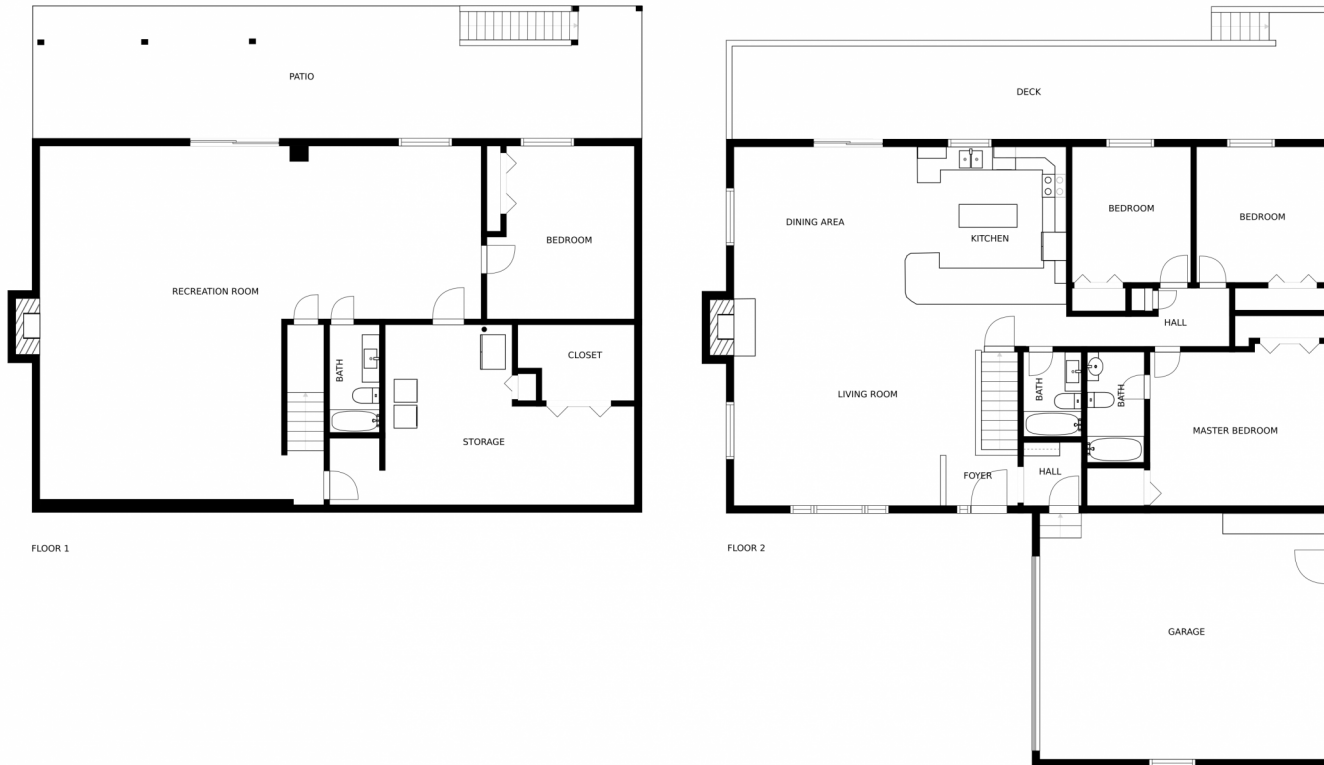 PATIO
BEDROOM
RECREATION ROOM
BATH
CLOSET
STORAGE
FLOOR 1
DECK
DINING AREA
KITCHEN
BEDROOM
BEDROOM
HALL
LIVING ROOM
BATH
BATH
MASTER BEDROOM
FOYER
HALL
FLOOR 2
GARAGE